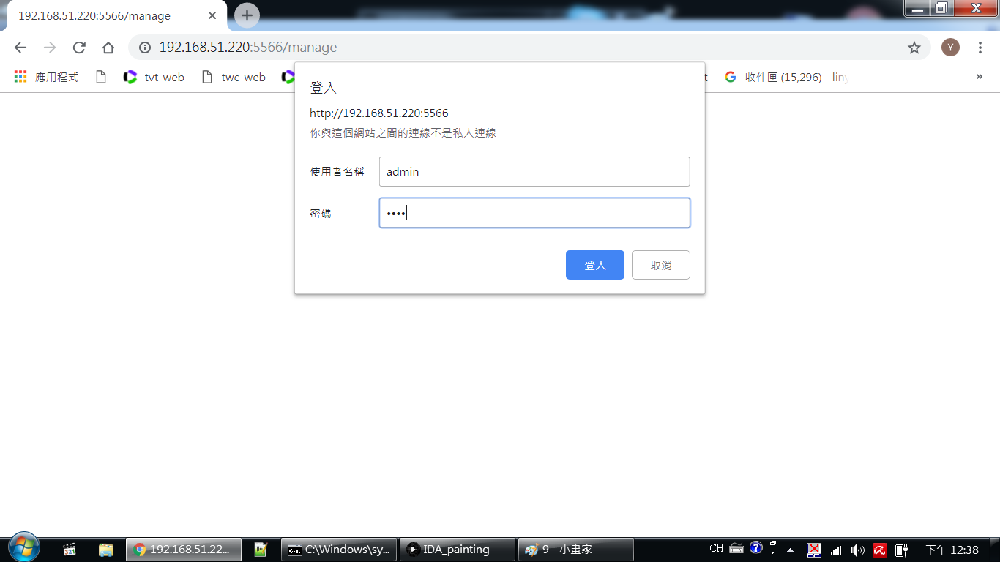 192.168.51.220:5566/manage
192.168.51.220:5566/manage
Y
應用程式 tvt-web twc-web t 收件匣 (15,296) - liny »
登入
http://192.168.51.220:5566
你與這個網站之間的連線不是私人連線
使用者名稱 admin
密碼 ••••
登入 取消
321 192.168.51.22... C:\Windows\sy... IDA_painting 9 - 小畫家 CH 下午 12:38